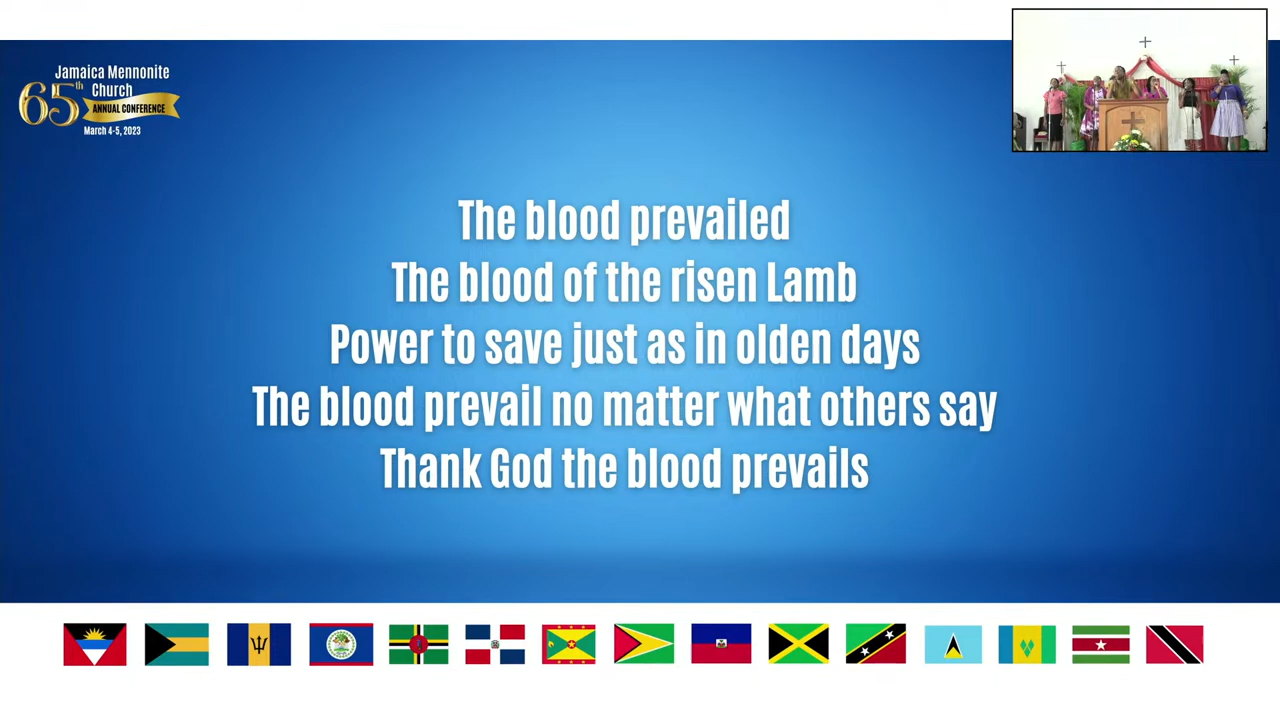 Jamaica Mennonite
65th Church
ANNUAL CONFERENCE
March 4-5, 2023
The blood prevailed
The blood of the risen Lamb
Power to save just as in olden days
The blood prevail no matter what others say
Thank God the blood prevails